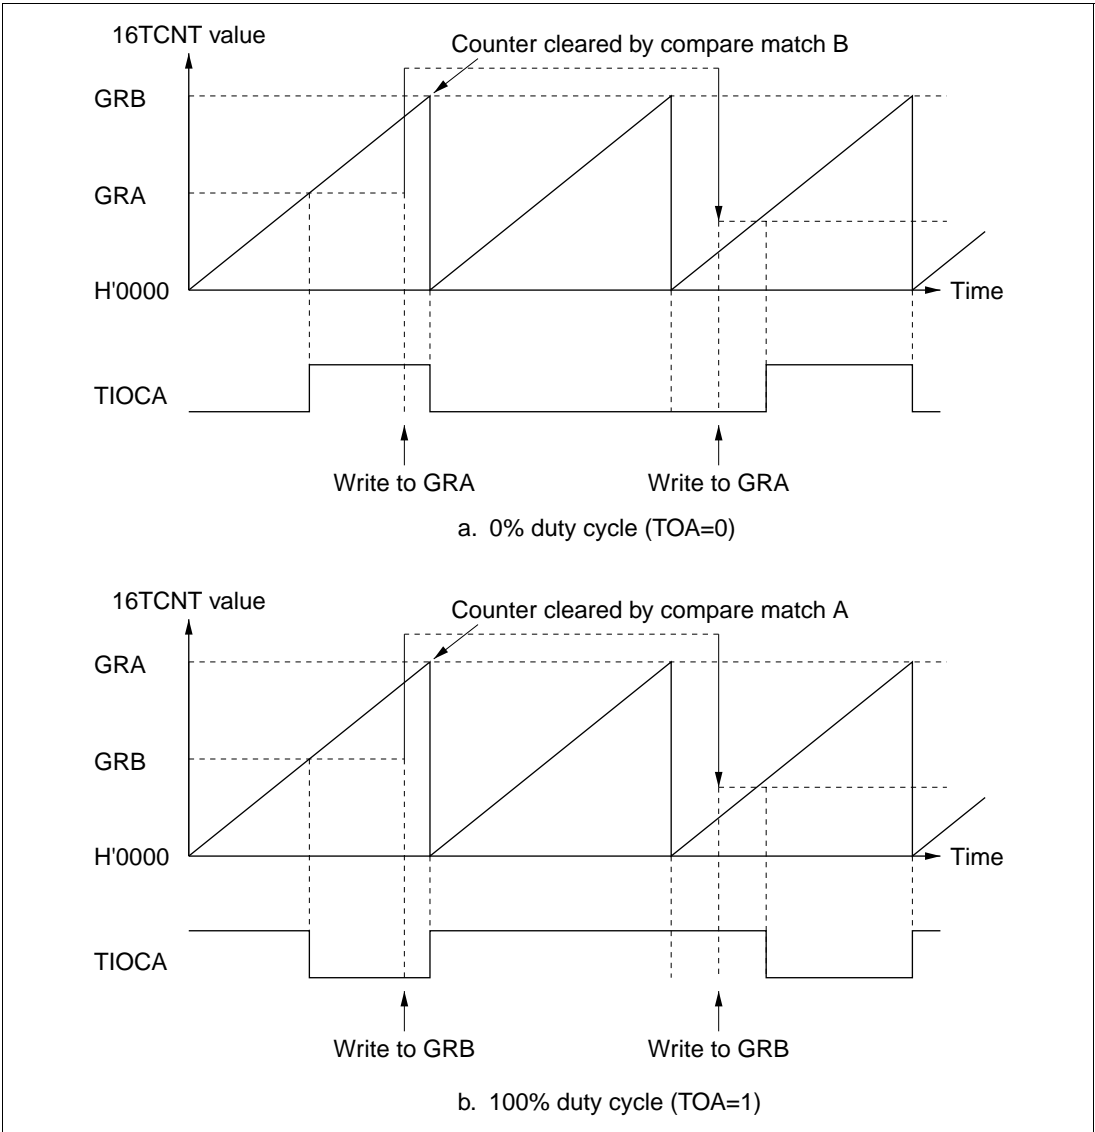 16TCNT value
Counter cleared by compare match B
GRB
GRA
H'0000
Time
TIOCA
Write to GRA
Write to GRA
a. 0% duty cycle (TOA=0)
16TCNT value
Counter cleared by compare match A
GRA
GRB
H'0000
Time
TIOCA
Write to GRB
Write to GRB
b. 100% duty cycle (TOA=1)